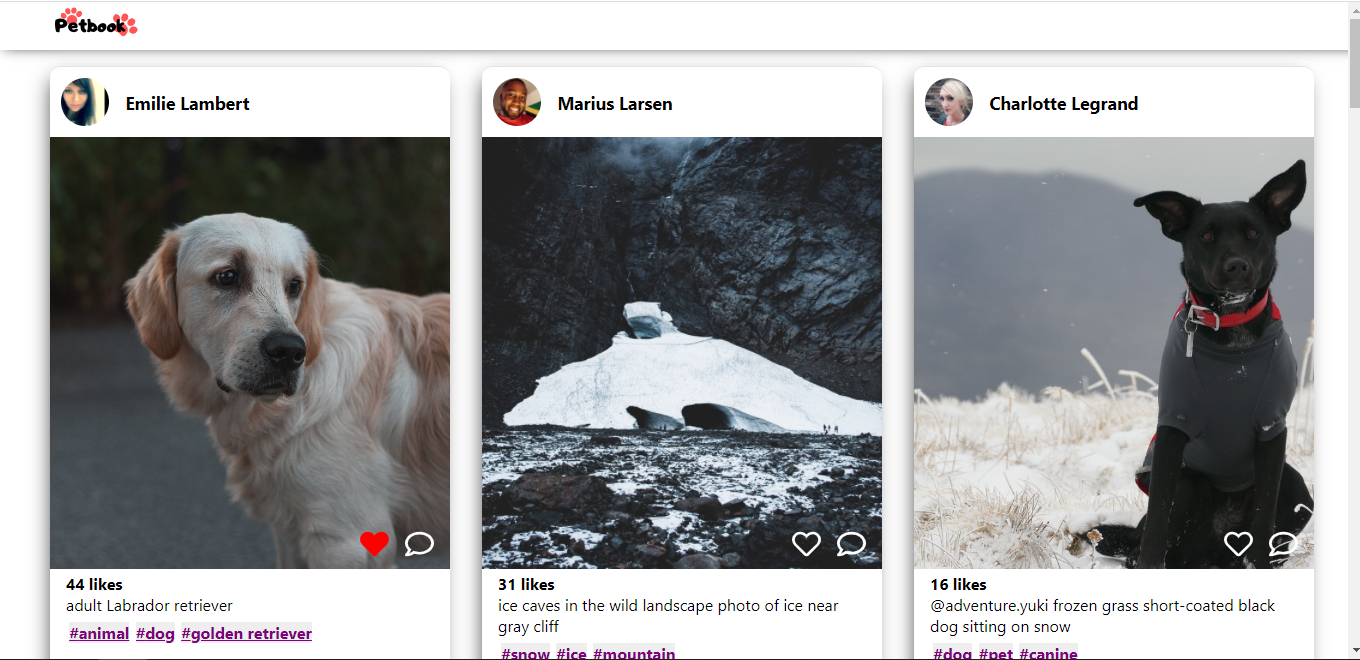 Petbook
Emilie Lambert
44 likes
adult Labrador retriever
#animal #dog #golden retriever
Marius Larsen
31 likes
ice caves in the wild landscape photo of ice near
gray cliff
#snow #ice #mountain
Charlotte Legrand
16 likes
@adventure.yuki frozen grass short-coated black
dog sitting on snow
#dog #pet #canine